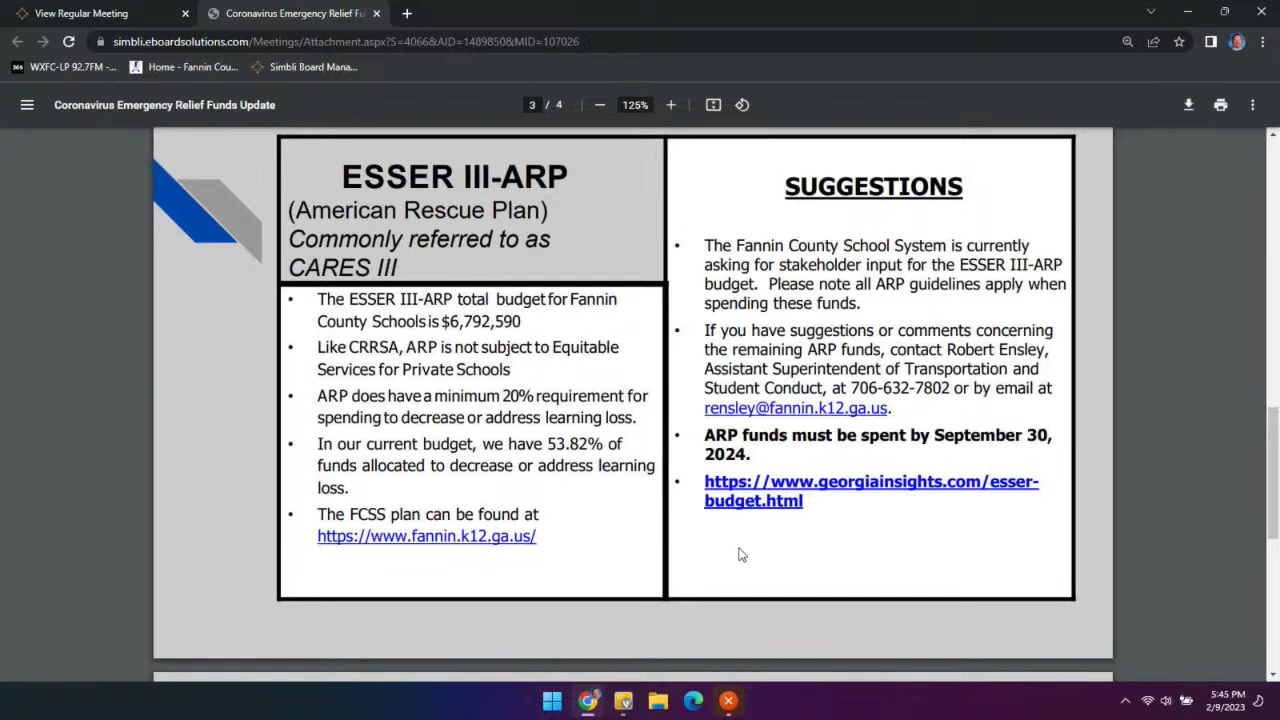 View Regular Meeting
Coronavirus Emergency Relief Fu
simbli.eboardsolutions.com/Meetings/Attachment.aspx?S=4066&AID=1489850&MID=107026
365 WXFC-LP 92.7FM -...
Home - Fannin Cou...
Simbli Board Mana...
Coronavirus Emergency Relief Funds Update
3 / 4
125%
ESSER III-ARP
(American Rescue Plan)
Commonly referred to as
CARES III
• The ESSER III-ARP total budget for Fannin
County Schools is $6,792,590
• Like CRRSA, ARP is not subject to Equitable
Services for Private Schools
• ARP does have a minimum 20% requirement for
spending to decrease or address learning loss.
• In our current budget, we have 53.82% of
funds allocated to decrease or address learning
loss.
• The FCSS plan can be found at
https://www.fannin.k12.ga.us/
SUGGESTIONS
• The Fannin County School System is currently
asking for stakeholder input for the ESSER III-ARP
budget. Please note all ARP guidelines apply when
spending these funds.
• If you have suggestions or comments concerning
the remaining ARP funds, contact Robert Ensley,
Assistant Superintendent of Transportation and
Student Conduct, at 706-632-7802 or by email at
rensley@fannin.k12.ga.us.
• ARP funds must be spent by September 30,
2024.
• https://www.georgiainsights.com/esser-
budget.html
5:45 PM
2/9/2023